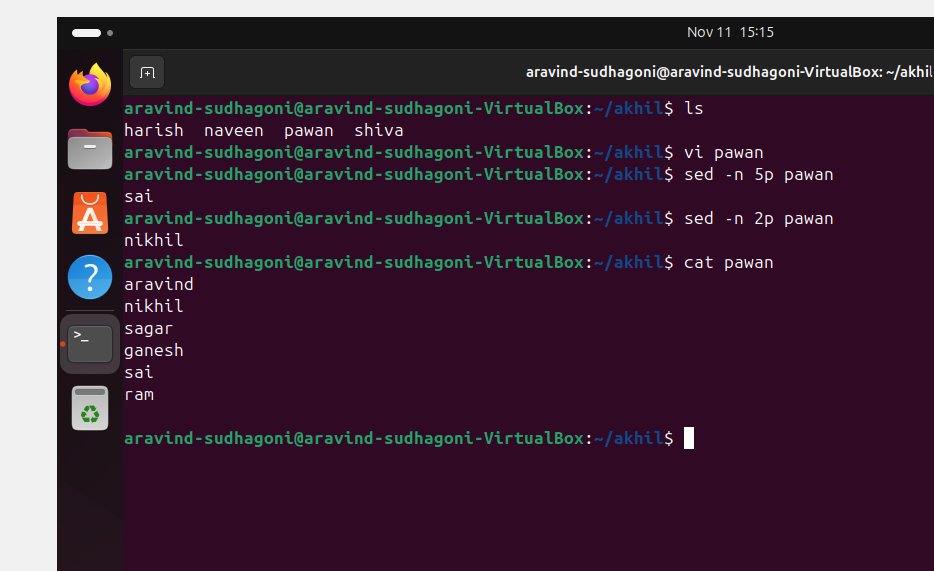 Nov 11 15:15
aravind-sudhagoni@aravind-sudhagoni-VirtualBox: ~/akhil
aravind-sudhagoni@aravind-sudhagoni-VirtualBox:~/akhil$ ls
harish  naveen  pawan  shiva
aravind-sudhagoni@aravind-sudhagoni-VirtualBox:~/akhil$ vi pawan
aravind-sudhagoni@aravind-sudhagoni-VirtualBox:~/akhil$ sed -n 5p pawan
sai
aravind-sudhagoni@aravind-sudhagoni-VirtualBox:~/akhil$ sed -n 2p pawan
nikhil
aravind-sudhagoni@aravind-sudhagoni-VirtualBox:~/akhil$ cat pawan
aravind
nikhil
sagar
ganesh
sai
ram
aravind-sudhagoni@aravind-sudhagoni-VirtualBox:~/akhil$